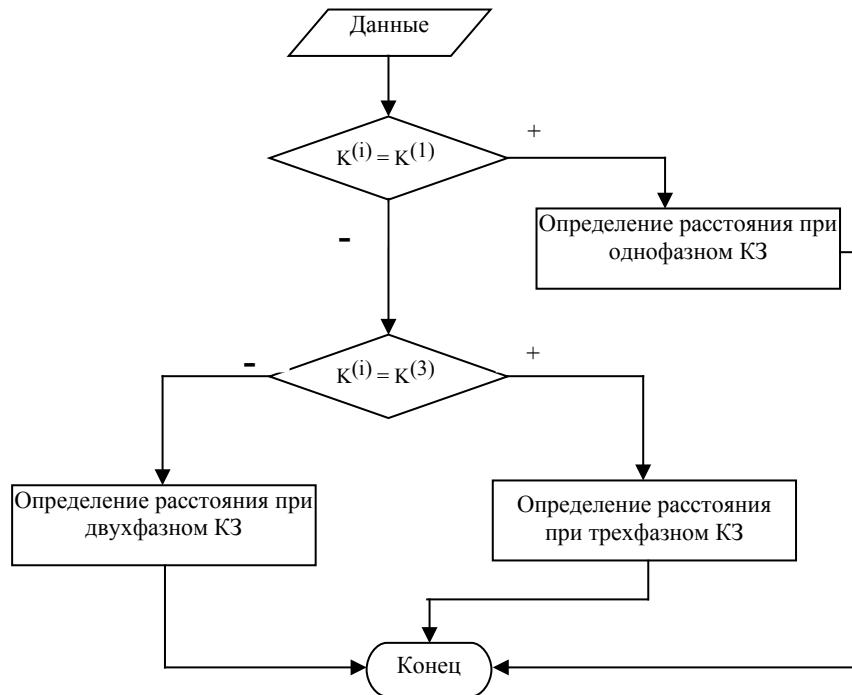 Данные
+
K(i) = K(1)
Определение расстояния при
однофазном КЗ
-
-
+
K(i) = K(3)
Определение расстояния при
двухфазном КЗ
Определение расстояния
при трехфазном КЗ
Конец